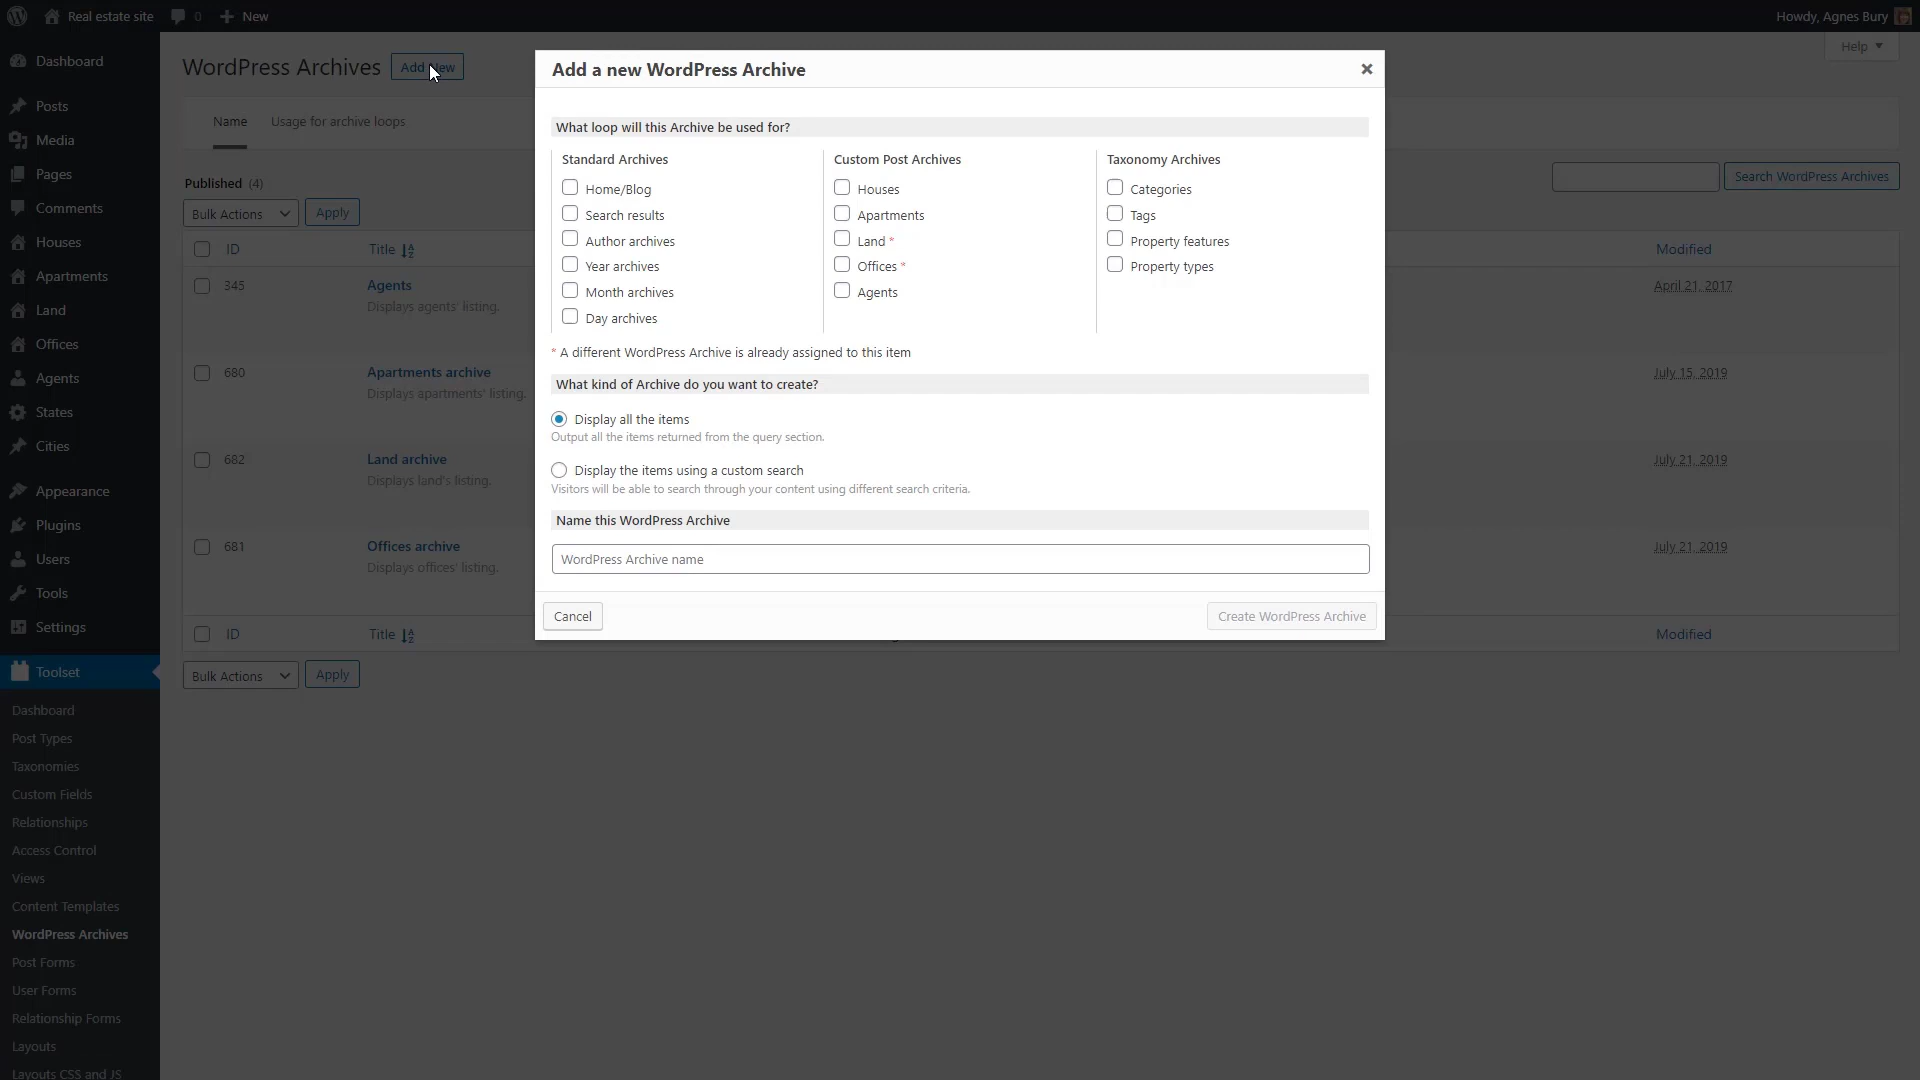 Real estate site
0
New
Howdy, Agnes Bury
Help
Dashboard
Posts
Media
Pages
Comments
Houses
Apartments
Land
Offices
Agents
States
Cities
Appearance
Plugins
Users
Tools
Settings
Toolset
Dashboard
Post Types
Taxonomies
Custom Fields
Relationships
Access Control
Views
Content Templates
WordPress Archives
Post Forms
User Forms
Relationship Forms
Layouts
Layouts CSS and JS
WordPress Archives
Add New
Name
Usage for archive loops
Published (4)
Search WordPress Archives
Bulk Actions
Apply
ID
Title
Modified
345
Agents
Displays agents' listing.
April 21, 2017
680
Apartments archive
Displays apartments' listing.
July 15, 2019
682
Land archive
Displays land's listing.
July 21, 2019
681
Offices archive
Displays offices' listing.
July 21, 2019
ID
Title
Modified
Bulk Actions
Apply
Add a new WordPress Archive
What loop will this Archive be used for?
Standard Archives
Home/Blog
Search results
Author archives
Year archives
Month archives
Day archives
Custom Post Archives
Houses
Apartments
Land *
Offices *
Agents
Taxonomy Archives
Categories
Tags
Property features
Property types
* A different WordPress Archive is already assigned to this item
What kind of Archive do you want to create?
Display all the items
Output all the items returned from the query section.
Display the items using a custom search
Visitors will be able to search through your content using different search criteria.
Name this WordPress Archive
WordPress Archive name
Cancel
Create WordPress Archive